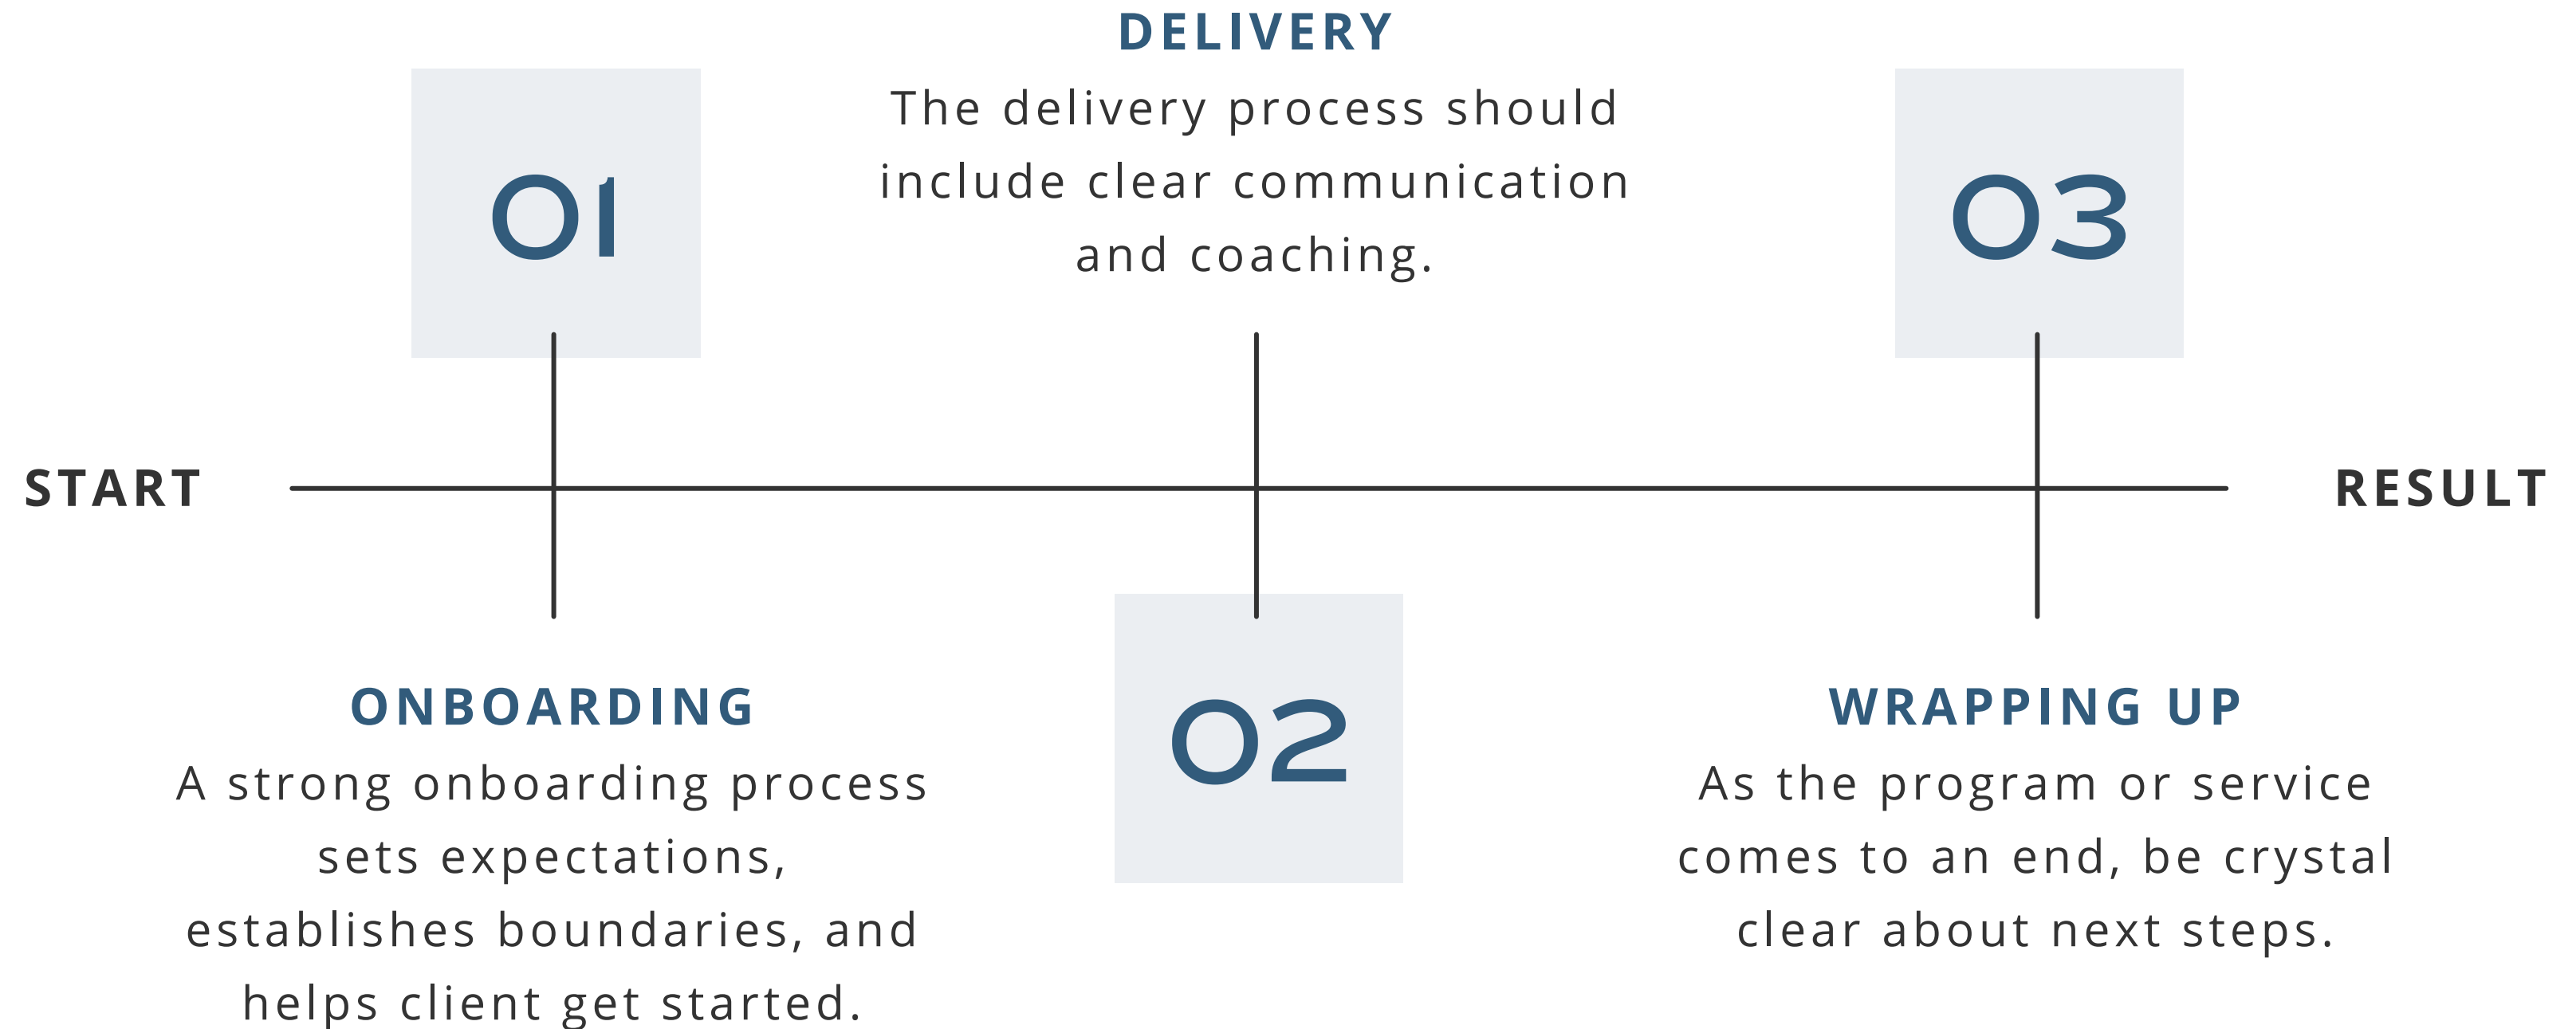 START
01
ONBOARDING
A strong onboarding process
sets expectations,
establishes boundaries, and
helps client get started.
DELIVERY
The delivery process should
include clear communication
and coaching.
02
03
WRAPPING UP
As the program or service
comes to an end, be crystal
clear about next steps.
RESULT